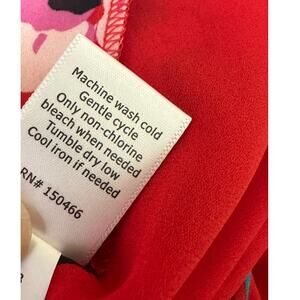 Machine wash cold
Gentle cycle
Only non-chlorine
bleach when needed
Tumble dry low
Cool iron if needed
RN# 150466